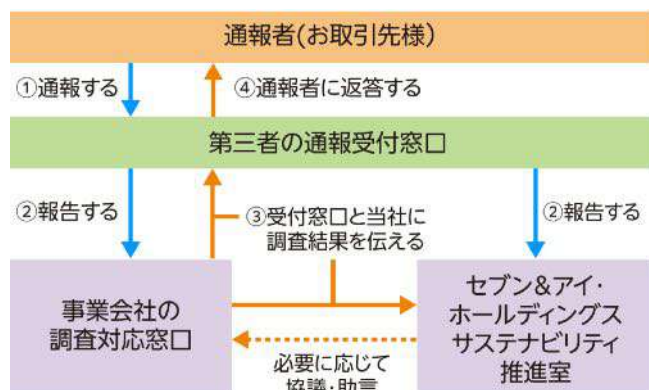 通報者(お取引先様)
①通報する
④通報者に返答する
第三者の通報受付窓口
②報告する
③受付窓口と当社に
調査結果を伝える
②報告する
事業会社の
調査対応窓口
セブン&アイ・
ホールディングス
サステナビリティ
推進室
必要に応じて
協議・助言